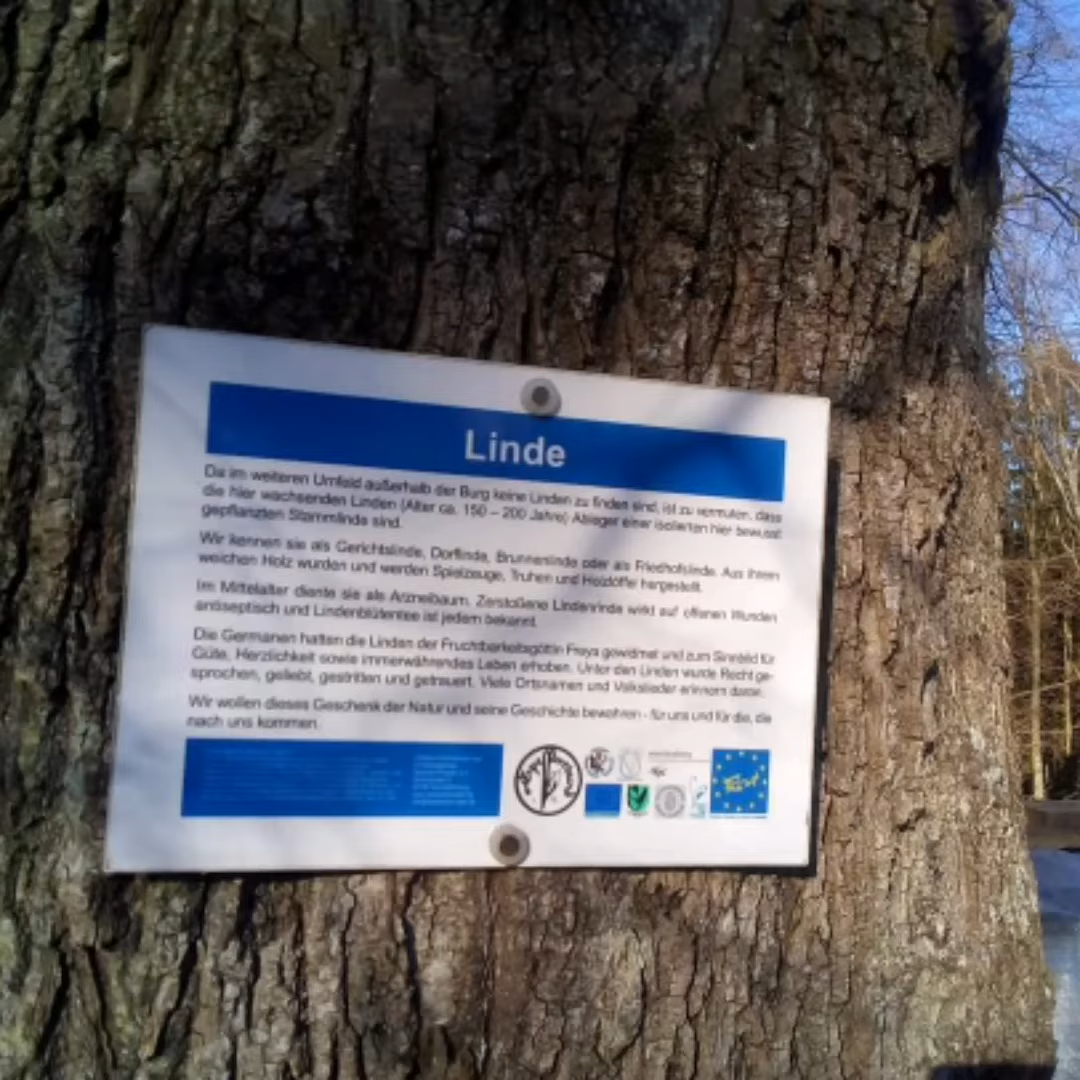 Linde
Da im weiteren Umfeld außerhalb der Burg keine Linden zu finden sind, ist zu vermuten, dass
die hier wachsenden Linden (Alter ca. 150 – 200 Jahre) Ableger einer isolierten hier bewusst
gepflanzten Stammlinde sind.
Wir kennen sie als Gerichtslinde, Dorflinde, Brunnenlinde oder als Friedhofslinde. Aus ihrem
weichen Holz wurden und werden Spielzeuge, Truhen und Holzlöffel hergestellt.
Im Mittelalter diente sie als Arzneibaum. Zerstoßene Lindenrinde wirkt auf offenen Wunden
antiseptisch und Lindenblütentee ist jedem bekannt.
Die Germanen hatten die Linden der Fruchtbarkeitsgöttin Freya gewidmet und zum Sinnbild für
Güte, Herzlichkeit sowie immerwährendes Leben erhoben. Unter den Linden wurde Recht ge-
sprochen, geliebt, gestritten und getrauert. Viele Ortsnamen und Volkslieder erinnern daran.
Wir wollen dieses Geschenk der Natur und seine Geschichte bewahren - für uns und für die, die
nach uns kommen.